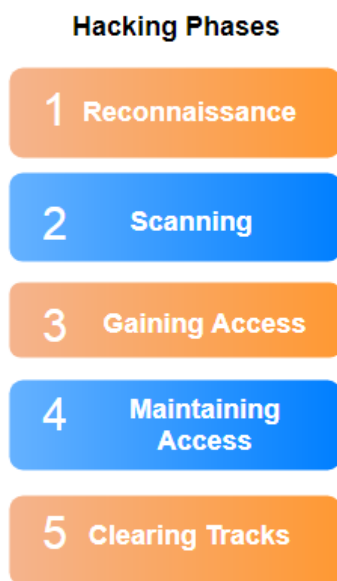 Hacking Phases
1 Reconnaissance
2 Scanning
3 Gaining Access
4 Maintaining
Access
5 Clearing Tracks